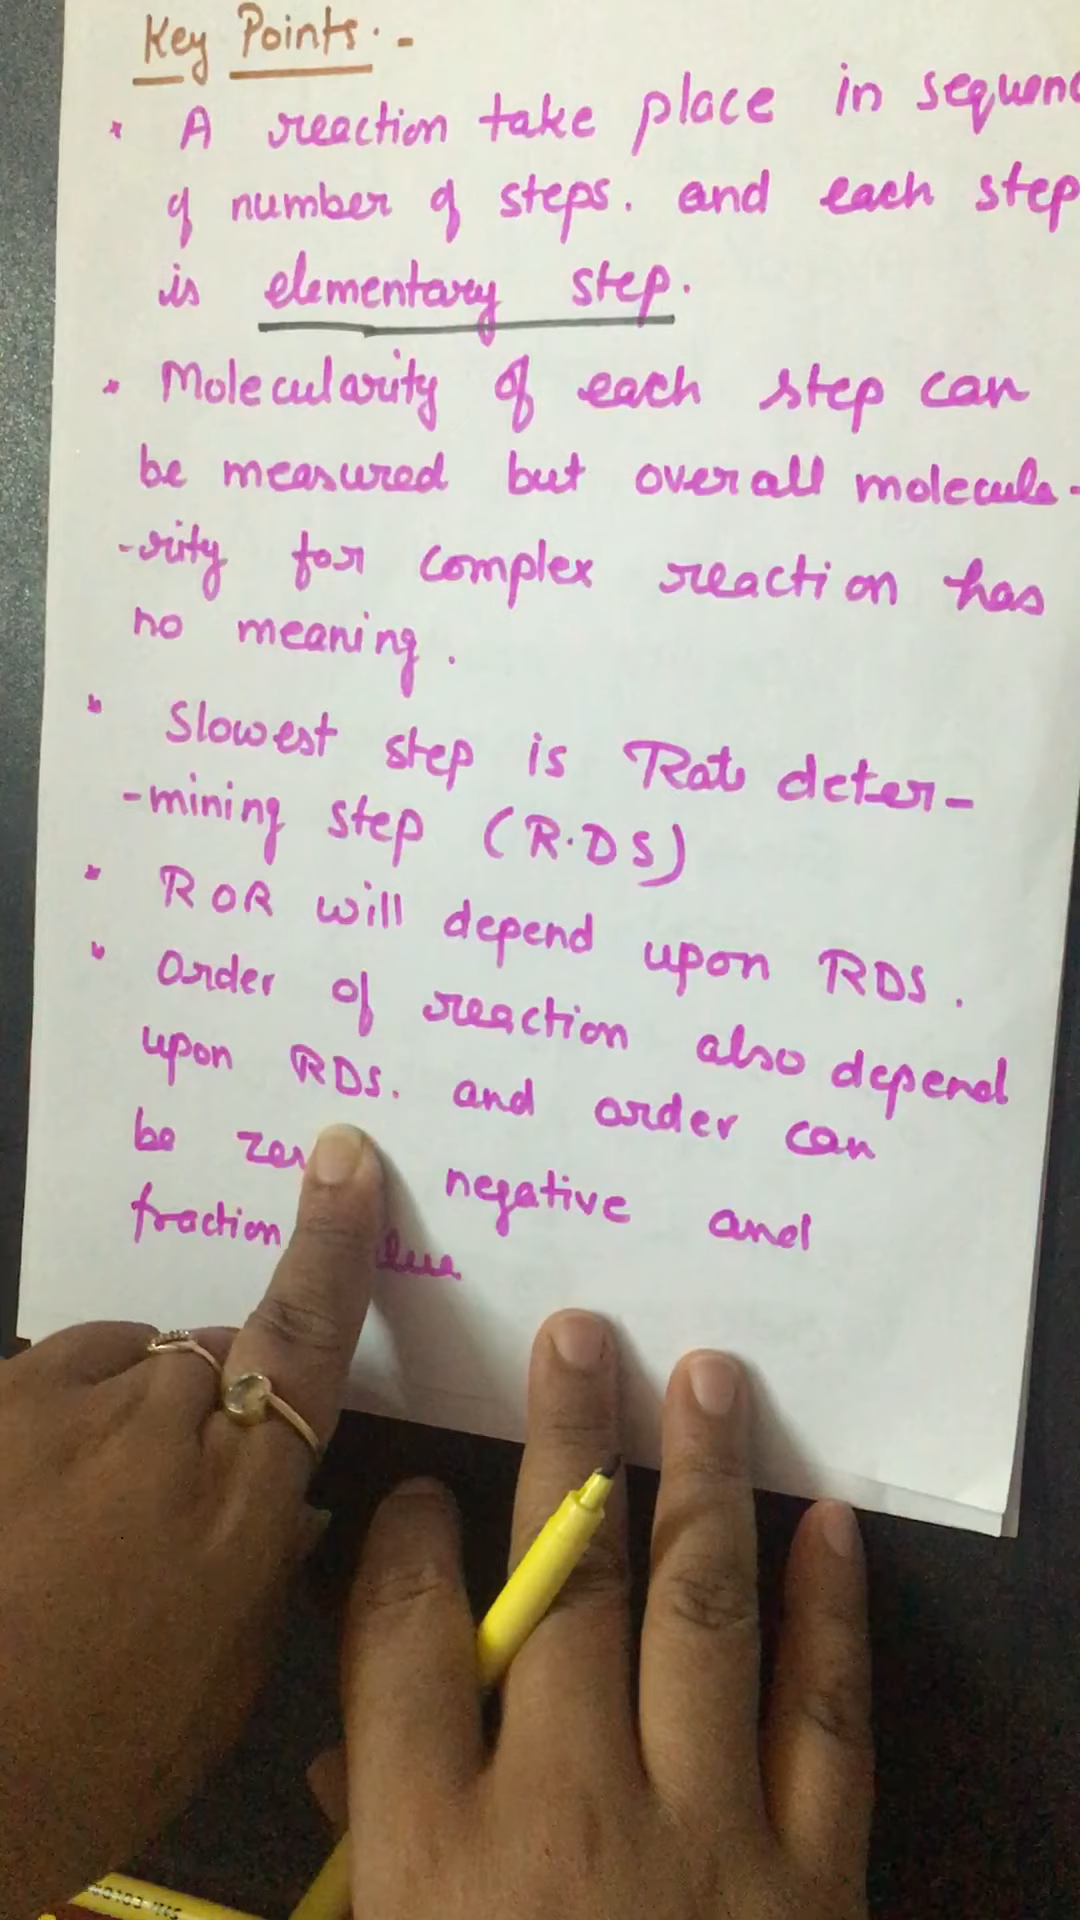 Key Points. -
A reaction take place in sequenc
of number of steps. and each step
is elementary step.
Molecularity of each step can
be measured but overall molecula-
-rity for complex reaction has
no meaning.
Slowest step is Rate deter-
-mining step (R.DS)
ROR will depend upon RDS.
Order of reaction also depend
upon RDS. and order can
be negative and
fraction